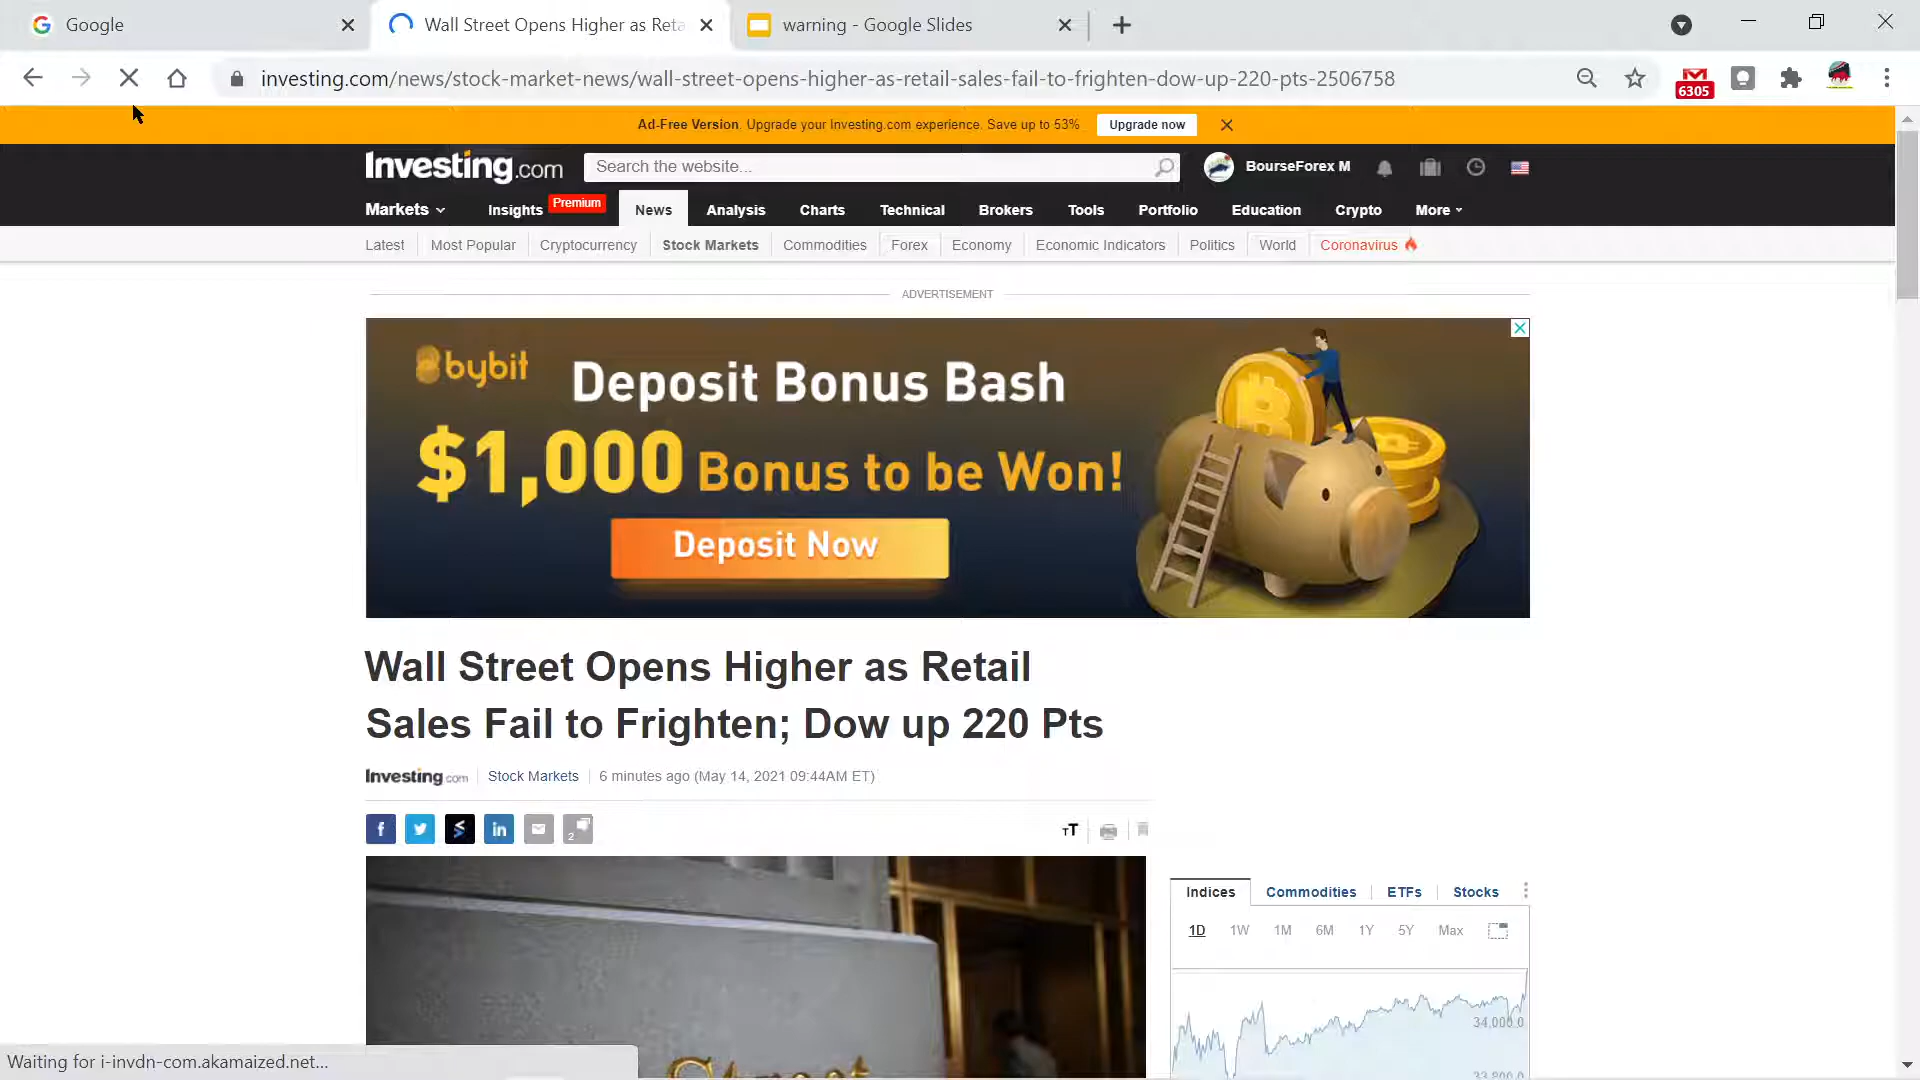 Google
Wall Street Opens Higher as Reta
warning - Google Slides
investing.com/news/stock-market-news/wall-street-opens-higher-as-retail-sales-fail-to-frighten-dow-up-220-pts-2506758
6305
Ad-Free Version. Upgrade your Investing.com experience. Save up to 53%
Upgrade now
Investing.com
Search the website...
BourseForex M
Markets
Insights
Premium
News
Analysis
Charts
Technical
Brokers
Tools
Portfolio
Education
Crypto
More
Latest
Most Popular
Cryptocurrency
Stock Markets
Commodities
Forex
Economy
Economic Indicators
Politics
World
Coronavirus
ADVERTISEMENT
bybit
Deposit Bonus Bash
$1,000 Bonus to be Won!
Deposit Now
Wall Street Opens Higher as Retail
Sales Fail to Frighten; Dow up 220 Pts
Investing.com
Stock Markets
6 minutes ago (May 14, 2021 09:44AM ET)
2
TT
Indices
Commodities
ETFs
Stocks
1D
1W
1M
6M
1Y
5Y
Max
34,000.0
33,800.0
Street
Waiting for i-invdn-com.akamaized.net...